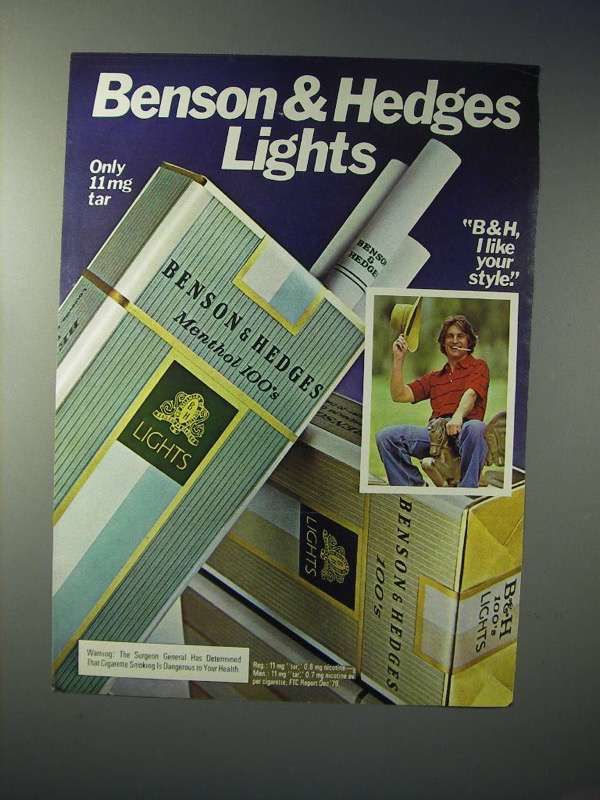 Benson & Hedges
Lights
Only
11 mg
tar
"B&H,
I like
your
style."
BENSON
&
HEDGE
BENSON & HEDGES
Menthol 100's
LIGHTS
LIGHTS
BENSON & HEDGES
100's
B&H
100's
LIGHTS
Warning: The Surgeon General Has Determined
That Cigarette Smoking Is Dangerous to Your Health.
Reg.: 11 mg "tar," 0.8 mg nicotine—
Men.: 11 mg "tar," 0.7 mg nicotine av.
per cigarette, FTC Report Dec.'79.